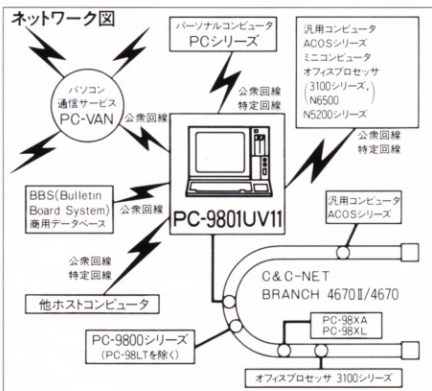 ネットワーク図
パーソナルコンピュータ
PCシリーズ
汎用コンピュータ
ACOSシリーズ
ミニコンピュータ
オフィスプロセッサ
(3100シリーズ,
N6500
N5200シリーズ)
パソコン
通信サービス
PC-VAN
公衆回線
特定回線
公衆回線
公衆回線
特定回線
BBS(Bulletin
Board System)
商用データベース
公衆回線
PC-9801UV11
汎用コンピュータ
ACOSシリーズ
公衆回線
特定回線
他ホストコンピュータ
C&C-NET
BRANCH 4670II/4670
PC-9800シリーズ
(PC-98LTを除く)
PC-98XA
PC-98XL
オフィスプロセッサ 3100シリーズ